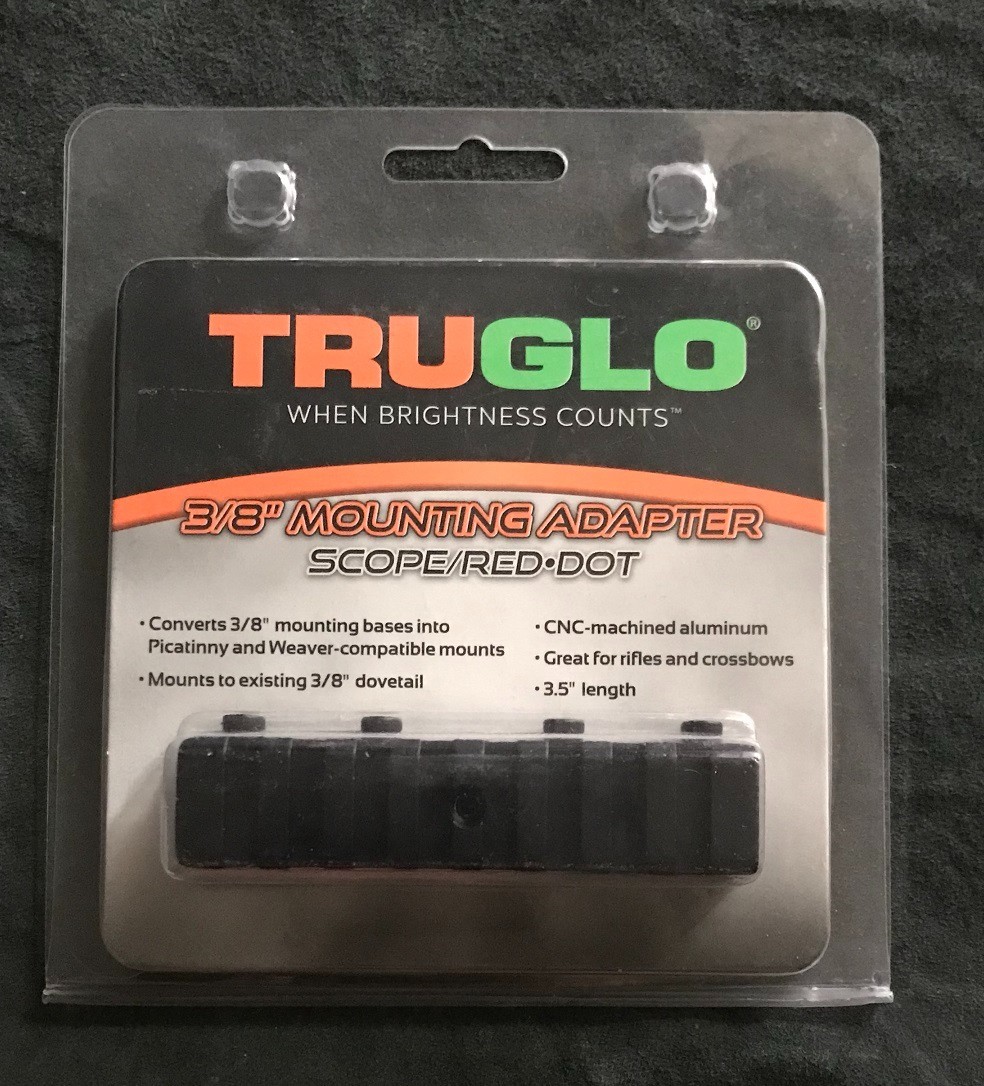 TRUGLO®
WHEN BRIGHTNESS COUNTS™
3/8" MOUNTING ADAPTER
SCOPE/RED•DOT
• Converts 3/8" mounting bases into
Picatinny and Weaver-compatible mounts
• Mounts to existing 3/8" dovetail
• CNC-machined aluminum
• Great for rifles and crossbows
• 3.5" length